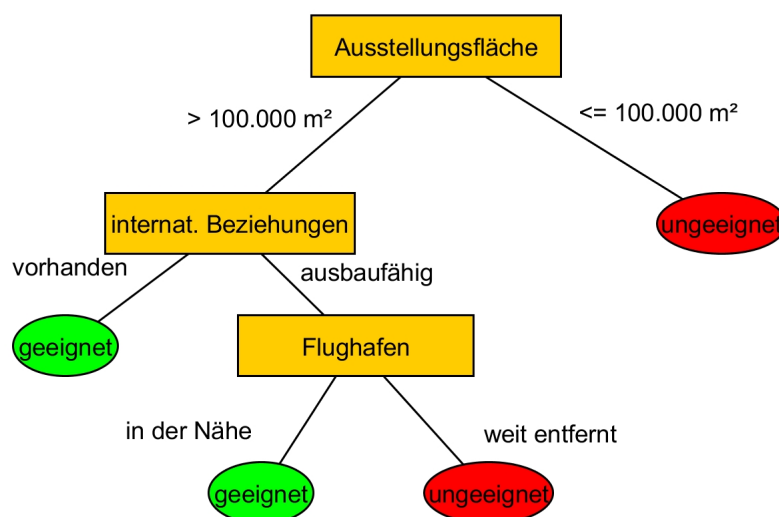 Ausstellungsfläche
> 100.000 m²
<= 100.000 m²
internat. Beziehungen
ungeeignet
vorhanden
ausbaufähig
geeignet
Flughafen
in der Nähe
weit entfernt
geeignet
ungeeignet